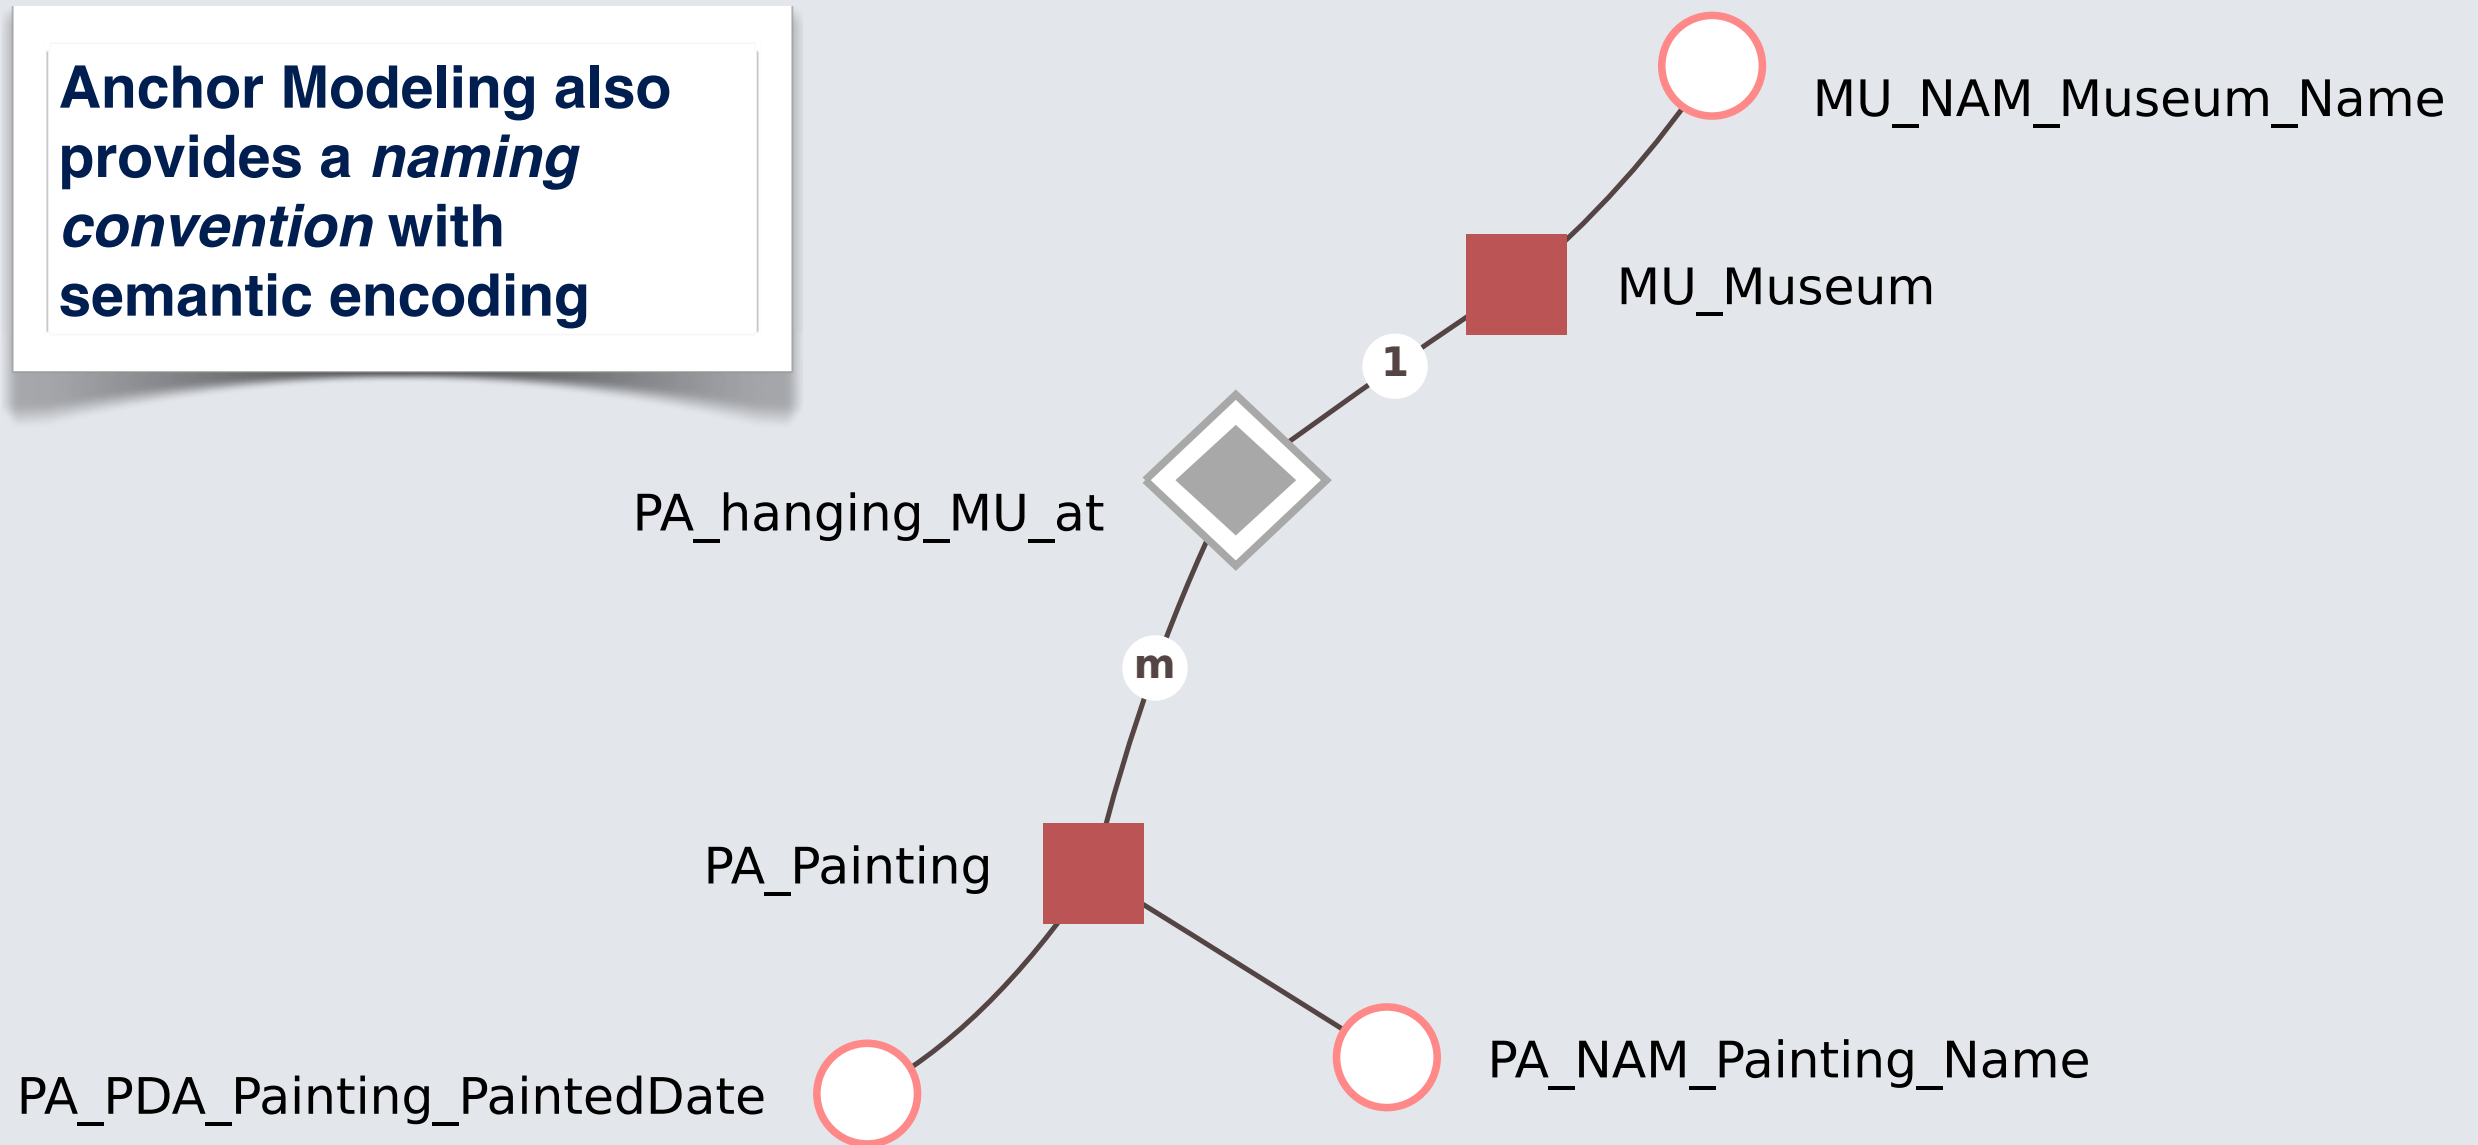 Anchor Modeling also
provides a naming
convention with
semantic encoding
MU_NAM_Museum_Name
MU_Museum
1
PA_hanging_MU_at
m
PA_Painting
PA_NAM_Painting_Name
PA_PDA_Painting_PaintedDate